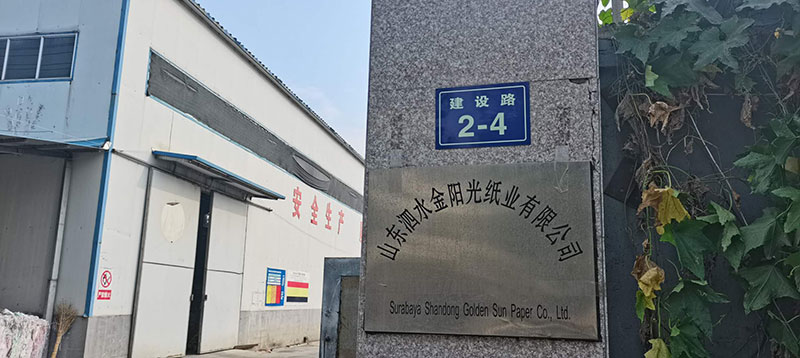 建设路
2-4
山东泗水金阳光纸业有限公司
Surabaya Shandong Golden Sun Paper Co., Ltd.
安全生产